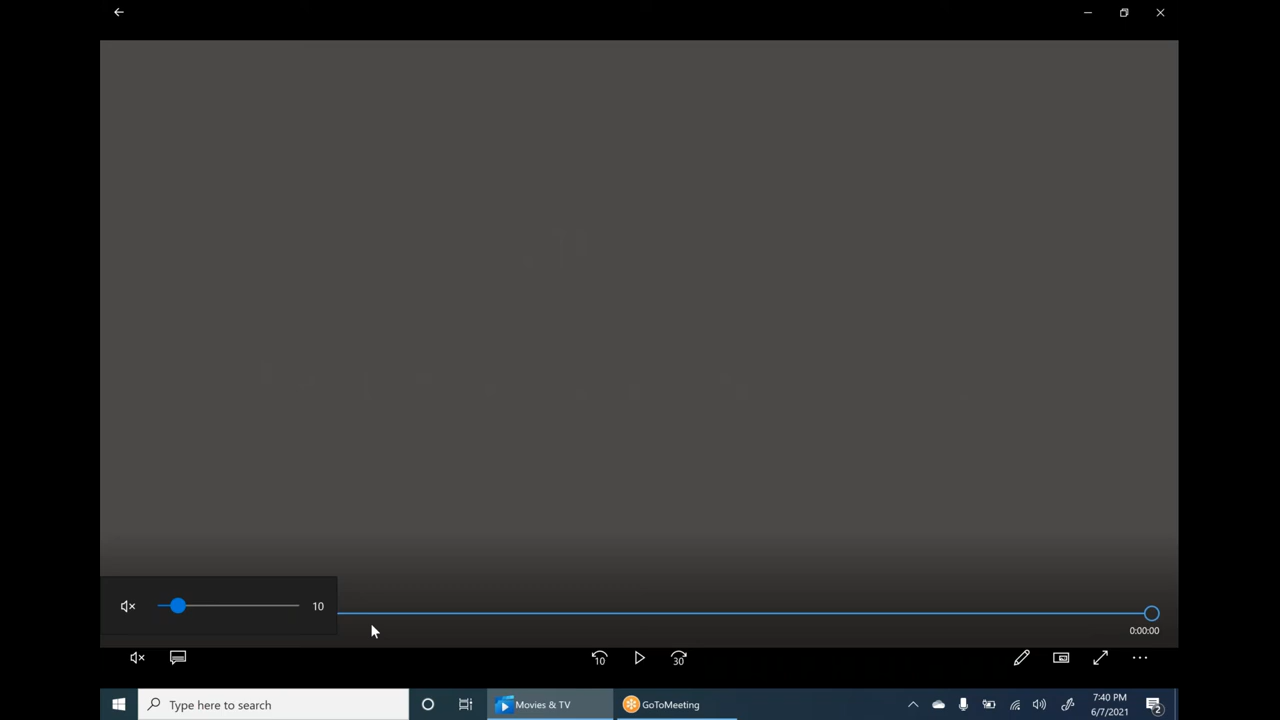 10
0:00:00
10
30
Type here to search
Movies & TV
GoToMeeting
7:40 PM
6/7/2021
2